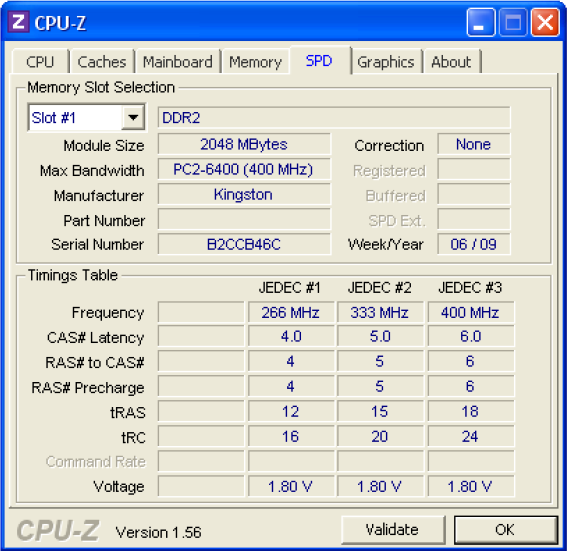 Z CPU-Z
CPU Caches Mainboard Memory SPD Graphics About
Memory Slot Selection
Slot #1 DDR2
Module Size 2048 MBytes Correction None
Max Bandwidth PC2-6400 (400 MHz) Registered
Manufacturer Kingston Buffered
Part Number SPD Ext.
Serial Number B2CCB46C Week/Year 06 / 09
Timings Table
JEDEC #1 JEDEC #2 JEDEC #3
Frequency 266 MHz 333 MHz 400 MHz
CAS# Latency 4.0 5.0 6.0
RAS# to CAS# 4 5 6
RAS# Precharge 4 5 6
tRAS 12 15 18
tRC 16 20 24
Command Rate
Voltage 1.80 V 1.80 V 1.80 V
CPU-Z Version 1.56 Validate OK